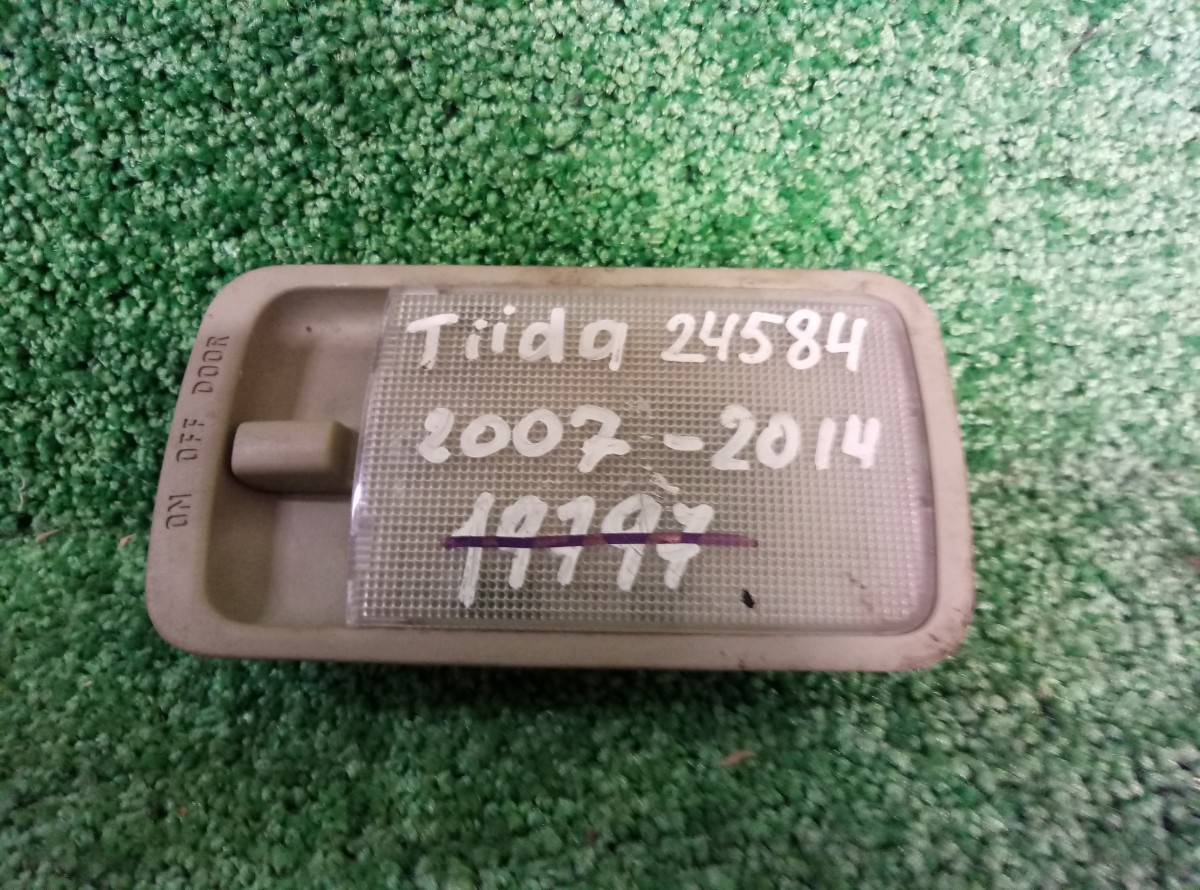 Tiida 24584
2007-2014
19797
ON OFF DOOR